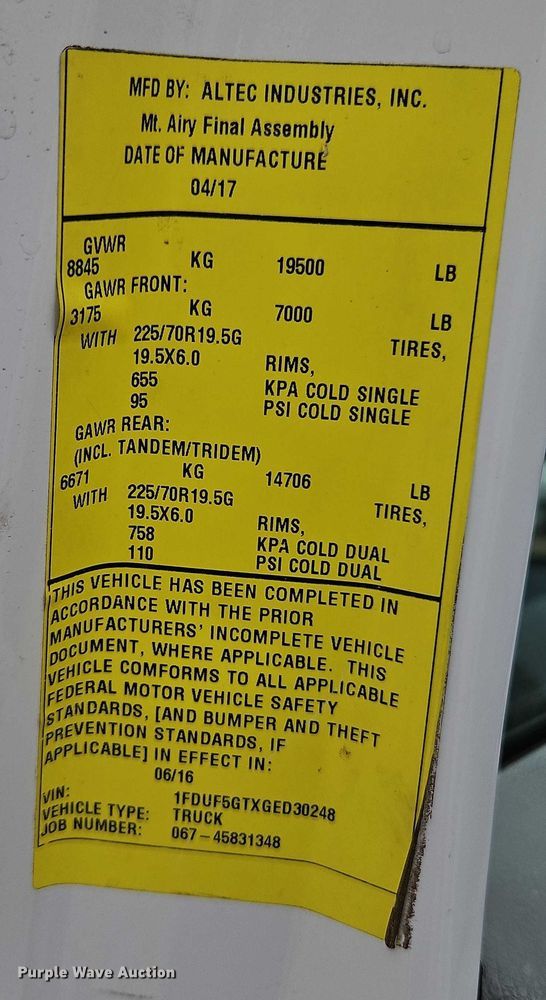 MFD BY: ALTEC INDUSTRIES, INC.
Mt. Airy Final Assembly
DATE OF MANUFACTURE
04/17
GVWR
8845 KG 19500 LB
GAWR FRONT:
3175 KG 7000 LB
WITH 225/70R19.5G TIRES,
19.5X6.0 RIMS,
655 KPA COLD SINGLE
95 PSI COLD SINGLE
GAWR REAR:
(INCL. TANDEM/TRIDEM)
6671 KG 14706 LB
WITH 225/70R19.5G TIRES,
19.5X6.0 RIMS,
758 KPA COLD DUAL
110 PSI COLD DUAL
THIS VEHICLE HAS BEEN COMPLETED IN
ACCORDANCE WITH THE PRIOR
MANUFACTURERS' INCOMPLETE VEHICLE
DOCUMENT, WHERE APPLICABLE. THIS
VEHICLE COMFORMS TO ALL APPLICABLE
FEDERAL MOTOR VEHICLE SAFETY
STANDARDS, [AND BUMPER AND THEFT
PREVENTION STANDARDS, IF
APPLICABLE] IN EFFECT IN:
06/16
VIN: 1FDUF5GTXGED30248
VEHICLE TYPE: TRUCK
JOB NUMBER: 067-45831348
Purple Wave Auction